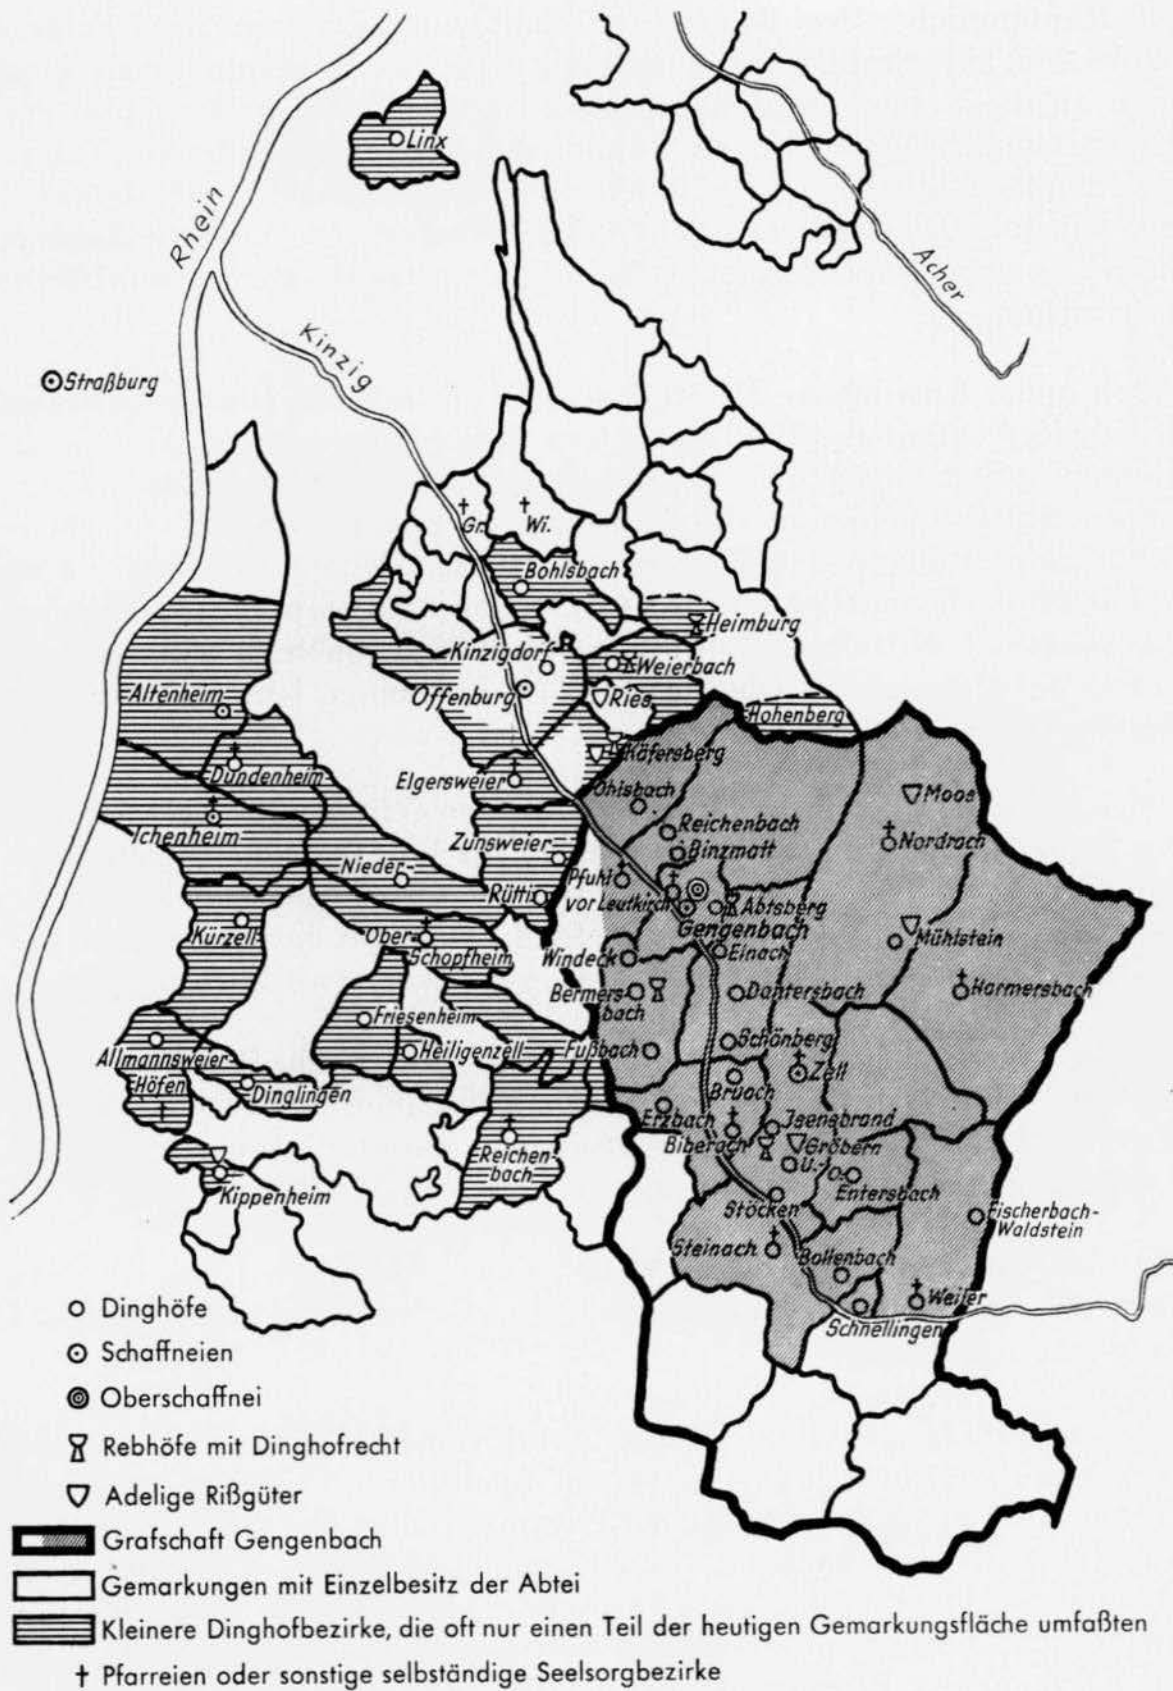 Linx
Rhein
Acher
Kinzig
Straßburg
Gr.
Wi.
Bohlsbach
Heimburg
Kinzigdorf
Weierbach
Offenburg
Ries
Altenheim
Hohenberg
Käfersberg
Dundenheim
Elgersweier
Ohlsbach
Moos
Ichenheim
Reichenbach
Nordrach
Zunsweier
Binzmatt
Nieder-
Pfuhl
Rütti
vor Leutkirch
Abtsberg
Kürzell
Ober-
Gengenbach
Mühlstein
Schopfheim
Windeck
Einach
Bermers-
bach
Dantersbach
Harmersbach
Friesenheim
Allmannsweier
Heiligenzell
Fußbach
Schönberg
Zell
Höfen
Dinglingen
Bruach
Erzbach
Isensbrand
Biberach
Gröbern
Reichen-
bach
U.-
O.-
Kippenheim
Entersbach
Stöcken
Fischerbach-
Waldstein
Steinach
Bollenbach
Weiler
Schnellingen
Dinghöfe
Schaffneien
Oberschaffnei
Rebhöfe mit Dinghofrecht
Adelige Rißgüter
Grafschaft Gengenbach
Gemarkungen mit Einzelbesitz der Abtei
Kleinere Dinghofbezirke, die oft nur einen Teil der heutigen Gemarkungsfläche umfaßten
† Pfarreien oder sonstige selbständige Seelsorgbezirke